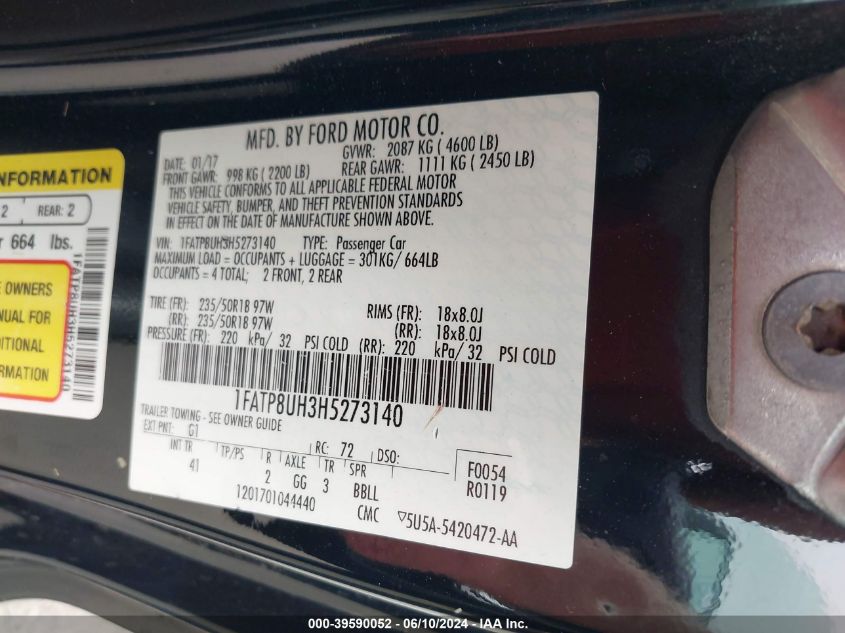 NFORMATION
2 REAR: 2
r 664 lbs.
E OWNERS
NUAL FOR
DITIONAL
ORMATION
1FATP8UH3H5273140
MFD. BY FORD MOTOR CO.
DATE: 01/17 GVWR: 2087 KG ( 4600 LB)
FRONT GAWR: 998 KG ( 2200 LB) REAR GAWR: 1111 KG ( 2450 LB)
THIS VEHICLE CONFORMS TO ALL APPLICABLE FEDERAL MOTOR
VEHICLE SAFETY, BUMPER, AND THEFT PREVENTION STANDARDS
IN EFFECT ON THE DATE OF MANUFACTURE SHOWN ABOVE.
VIN: 1FATP8UH3H5273140 TYPE: Passenger Car
MAXIMUM LOAD = OCCUPANTS + LUGGAGE = 301KG/ 664LB
OCCUPANTS = 4 TOTAL; 2 FRONT, 2 REAR
TIRE (FR): 235/50R18 97W RIMS (FR): 18x8.0J
(RR): 235/50R18 97W (RR): 18x8.0J
PRESSURE (FR): 220 kPa/ 32 PSI COLD (RR): 220 kPa/ 32 PSI COLD
1FATP8UH3H5273140
TRAILER TOWING - SEE OWNER GUIDE
EXT PNT: G1 RC: 72 DSO:
INT TR TP/PS R AXLE TR SPR
41 2 GG 3 BBLL
F0054
R0119
1201701044440 CMC ▽5U5A-5420472-AA
000-39590052 - 06/10/2024 - IAA Inc.